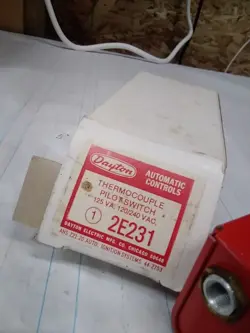 Dayton
AUTOMATIC
CONTROLS
THERMOCOUPLE
PILOT SWITCH
125 VA, 120/240 VAC.
1
2E231
DAYTON ELECTRIC MFG. CO. CHICAGO 60648